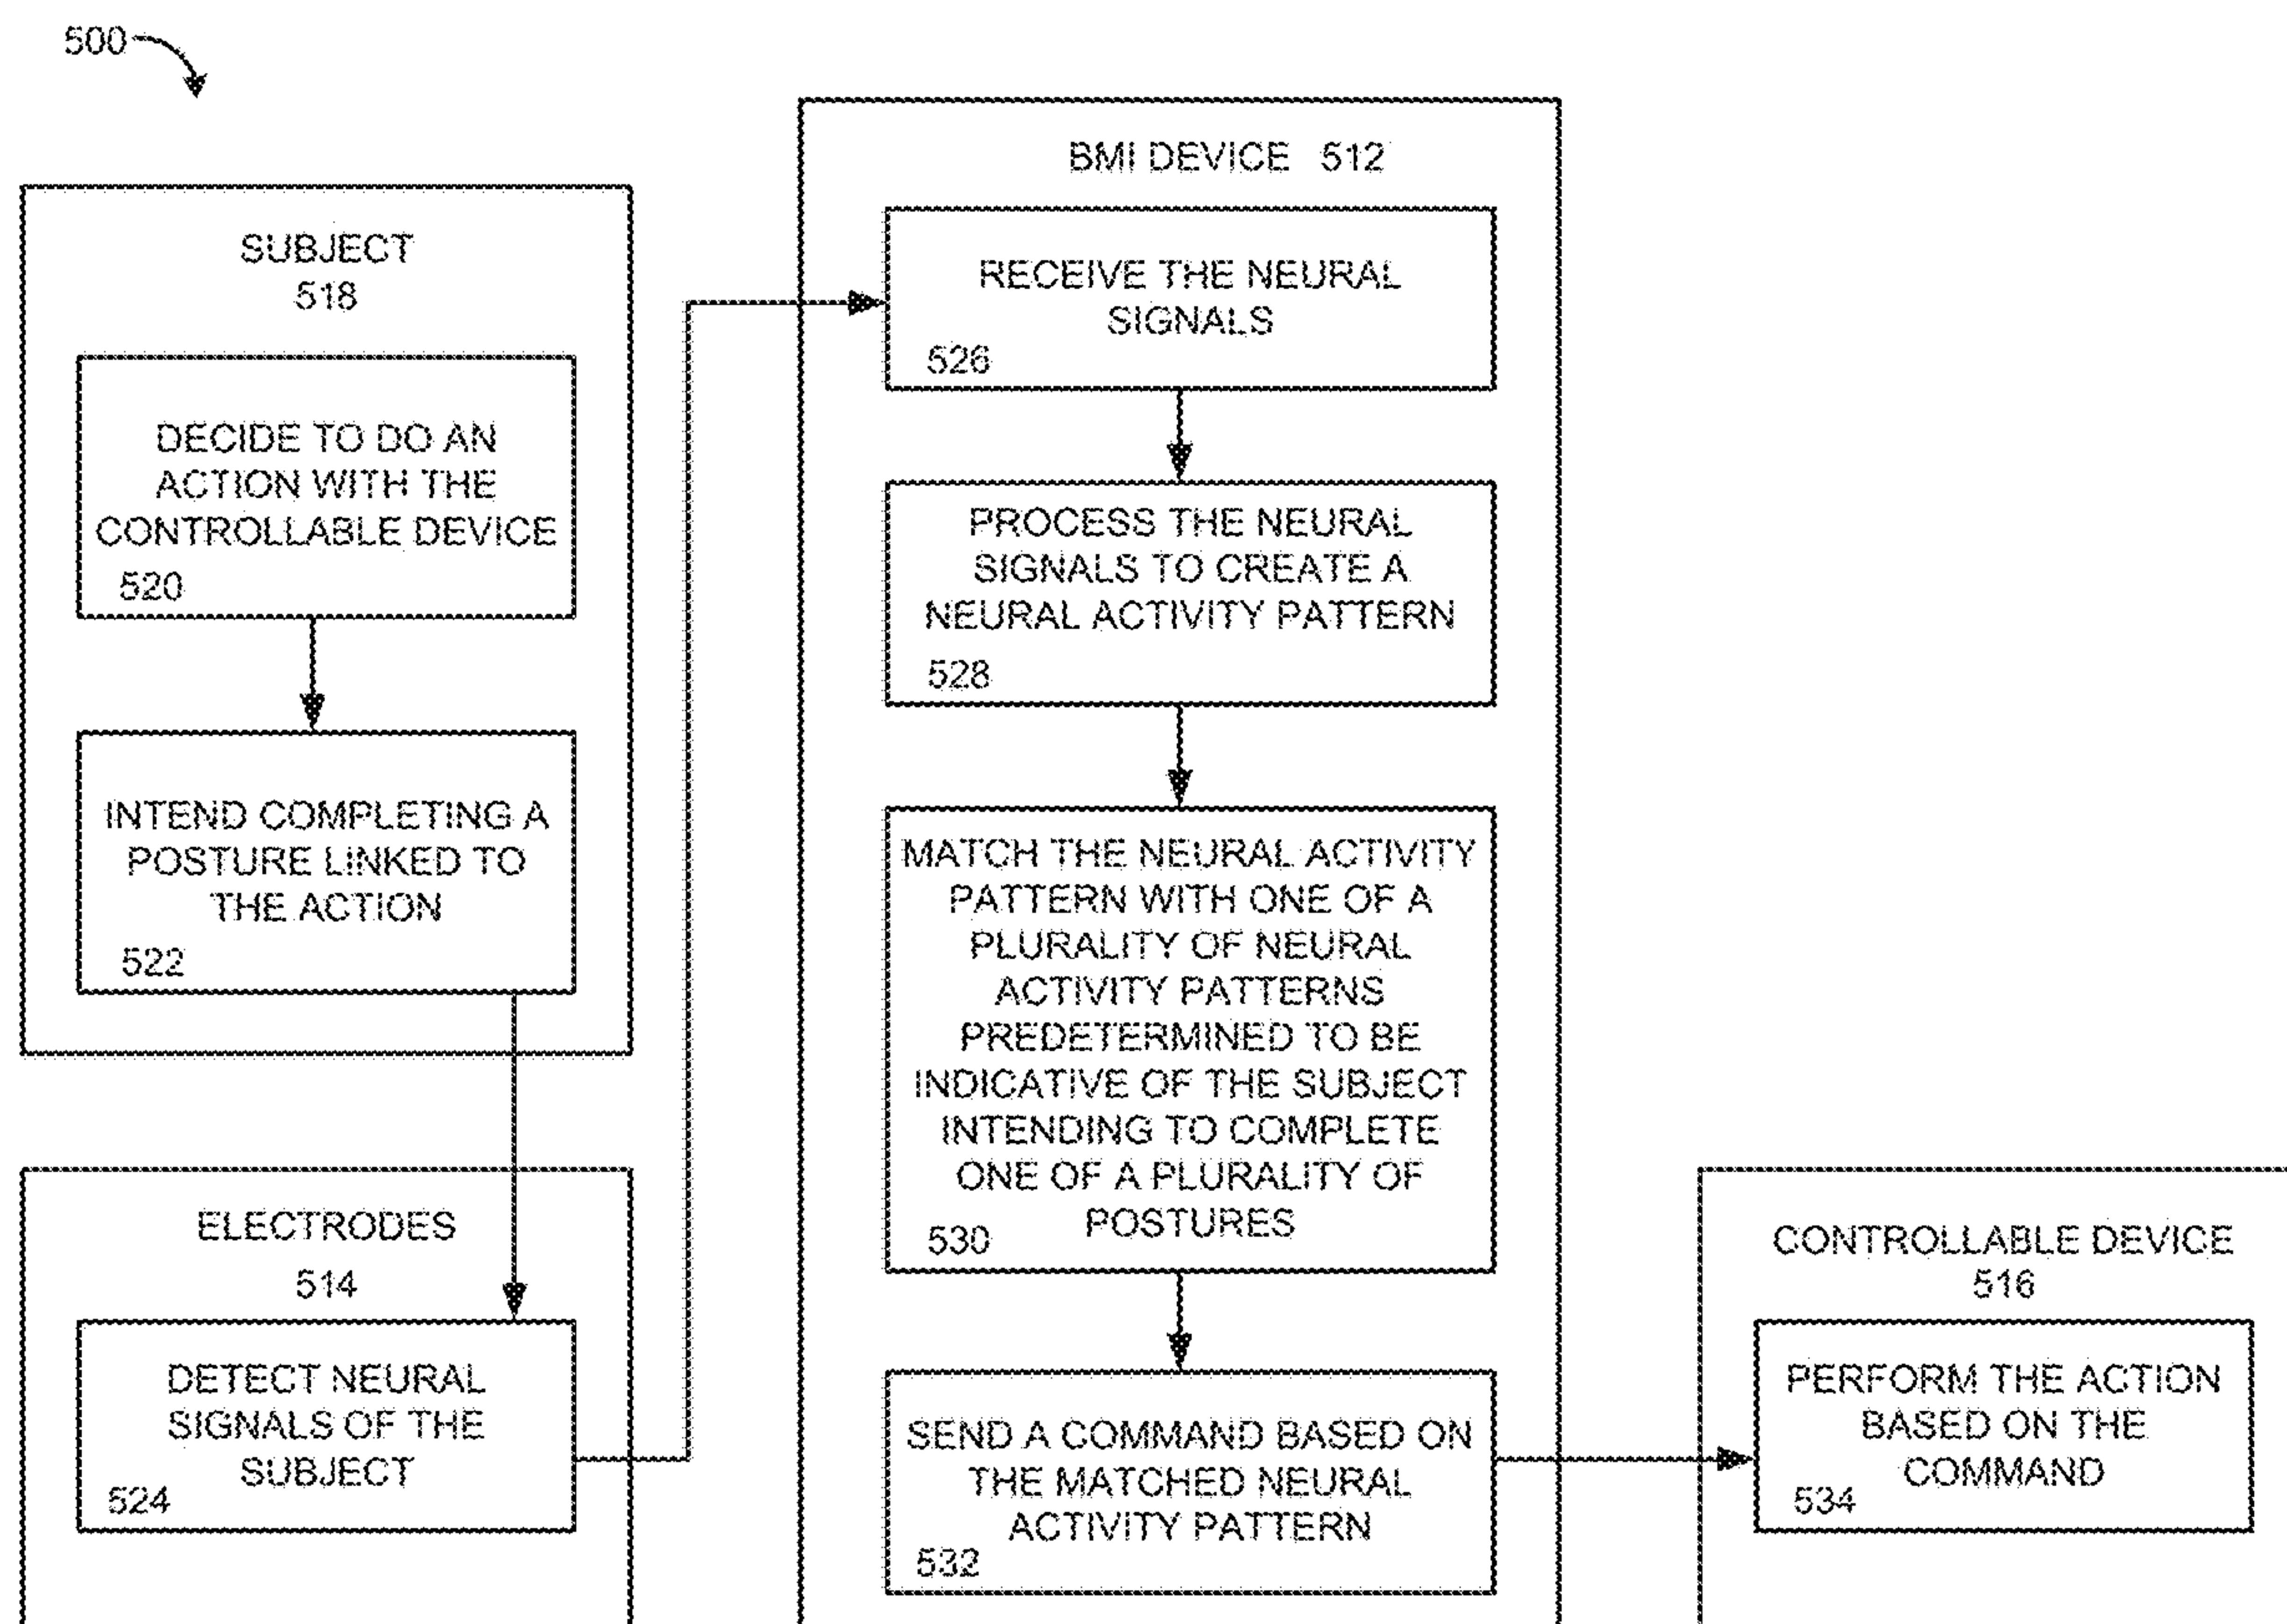 500
SUBJECT
518
DECIDE TO DO AN
ACTION WITH THE
CONTROLLABLE DEVICE
520
INTEND COMPLETING A
POSTURE LINKED TO
THE ACTION
522
ELECTRODES
514
DETECT NEURAL
SIGNALS OF THE
SUBJECT
524
BMI DEVICE 512
RECEIVE THE NEURAL
SIGNALS
526
PROCESS THE NEURAL
SIGNALS TO CREATE A
NEURAL ACTIVITY PATTERN
528
MATCH THE NEURAL ACTIVITY
PATTERN WITH ONE OF A
PLURALITY OF NEURAL
ACTIVITY PATTERNS
PREDETERMINED TO BE
INDICATIVE OF THE SUBJECT
INTENDING TO COMPLETE
ONE OF A PLURALITY OF
POSTURES
530
SEND A COMMAND BASED ON
THE MATCHED NEURAL
ACTIVITY PATTERN
532
CONTROLLABLE DEVICE
516
PERFORM THE ACTION
BASED ON THE
COMMAND
534